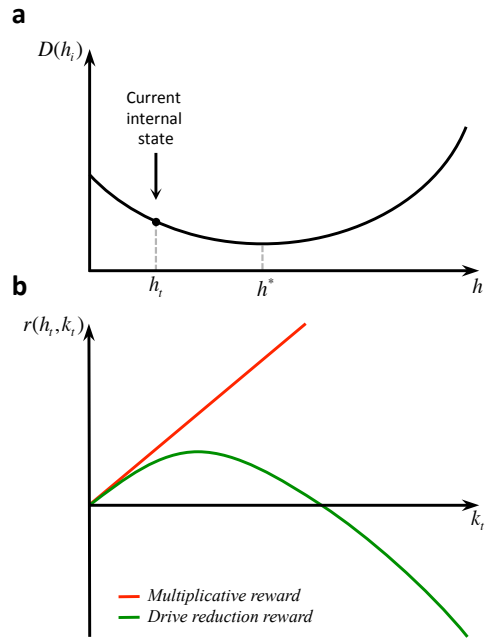 a
D(h_i)
Current
internal
state
h_t
h^*
h
b
r(h_t, k_t)
k_t
Multiplicative reward
Drive reduction reward